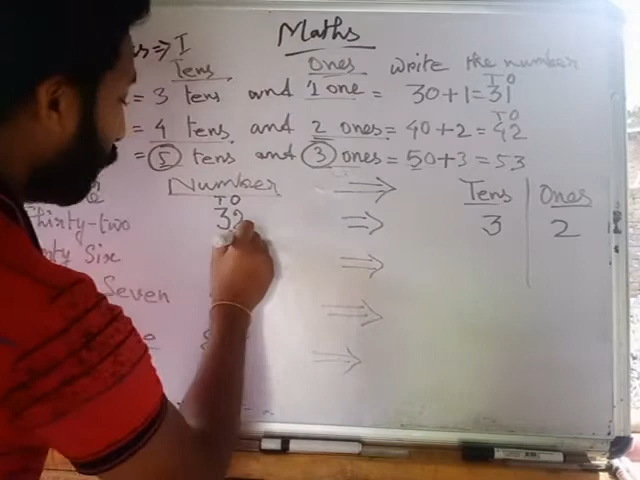 ⇒ I
Maths
Tens Ones Write the number
T O
= 3 tens and 1 one = 30+1=31
T O
= 4 tens and 2 ones = 40+2=42
= 5 tens and 3 ones = 50+3=53
Number ⇒ Tens Ones
T O
Thirty-two 32 ⇒ 3 2
Six ⇒
Seven ⇒
⇒